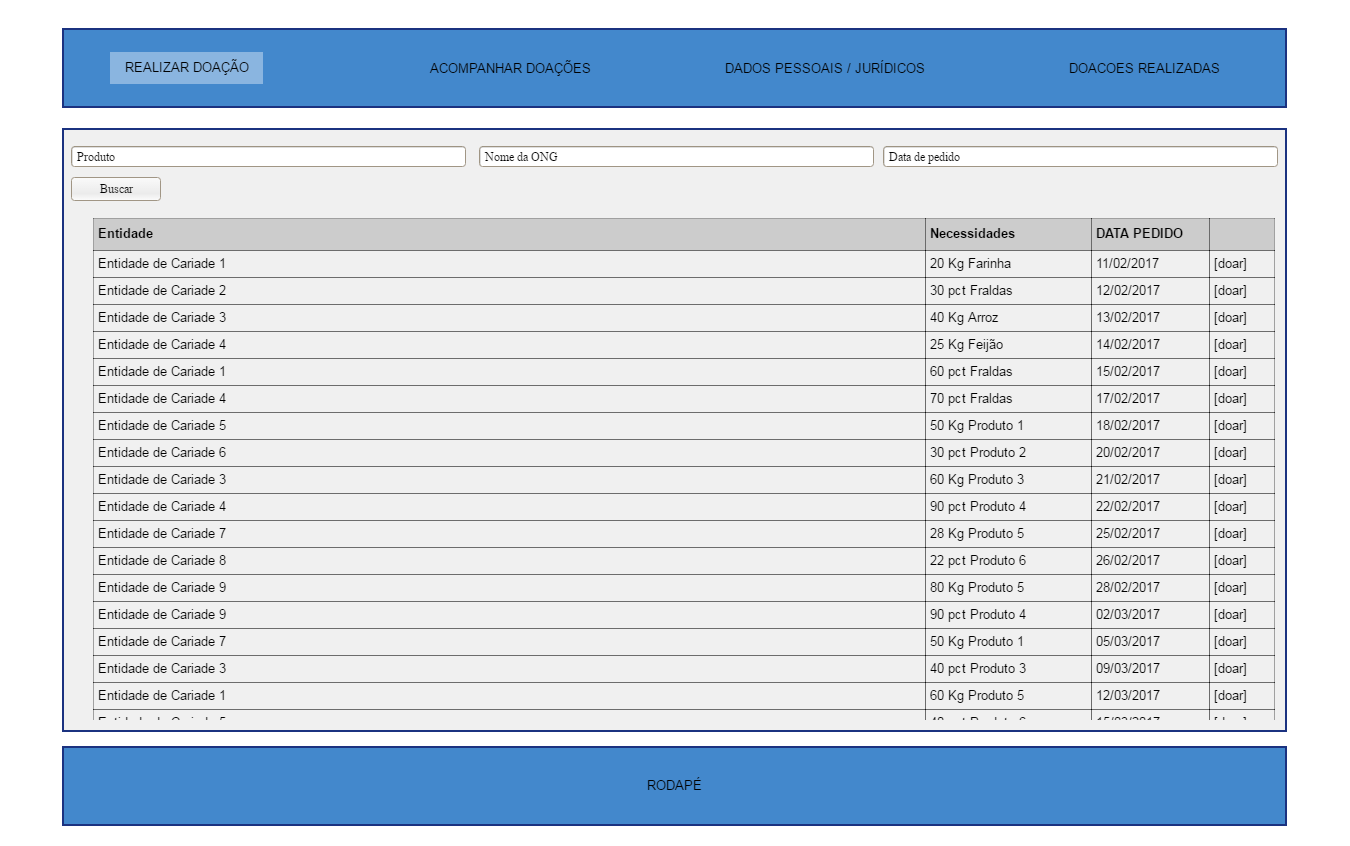 REALIZAR DOAÇÃO ACOMPANHAR DOAÇÕES DADOS PESSOAIS / JURÍDICOS DOACOES REALIZADAS
Produto Nome da ONG Data de pedido
Buscar
Entidade Necessidades DATA PEDIDO
Entidade de Cariade 1 20 Kg Farinha 11/02/2017 [doar]
Entidade de Cariade 2 30 pct Fraldas 12/02/2017 [doar]
Entidade de Cariade 3 40 Kg Arroz 13/02/2017 [doar]
Entidade de Cariade 4 25 Kg Feijão 14/02/2017 [doar]
Entidade de Cariade 1 60 pct Fraldas 15/02/2017 [doar]
Entidade de Cariade 4 70 pct Fraldas 17/02/2017 [doar]
Entidade de Cariade 5 50 Kg Produto 1 18/02/2017 [doar]
Entidade de Cariade 6 30 pct Produto 2 20/02/2017 [doar]
Entidade de Cariade 3 60 Kg Produto 3 21/02/2017 [doar]
Entidade de Cariade 4 90 pct Produto 4 22/02/2017 [doar]
Entidade de Cariade 7 28 Kg Produto 5 25/02/2017 [doar]
Entidade de Cariade 8 22 pct Produto 6 26/02/2017 [doar]
Entidade de Cariade 9 80 Kg Produto 5 28/02/2017 [doar]
Entidade de Cariade 9 90 pct Produto 4 02/03/2017 [doar]
Entidade de Cariade 7 50 Kg Produto 1 05/03/2017 [doar]
Entidade de Cariade 3 40 pct Produto 3 09/03/2017 [doar]
Entidade de Cariade 1 60 Kg Produto 5 12/03/2017 [doar]
RODAPÉ